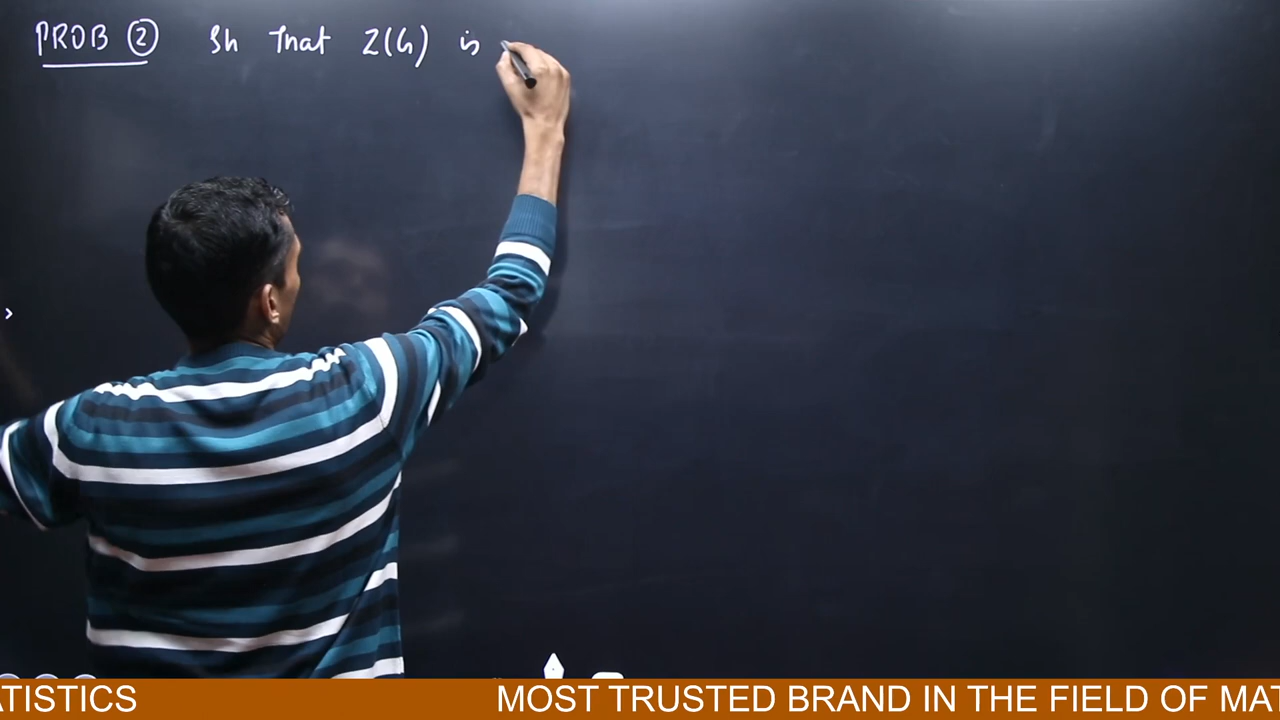 PROB ② Sh That Z(G) is
ATISTICS MOST TRUSTED BRAND IN THE FIELD OF MAT